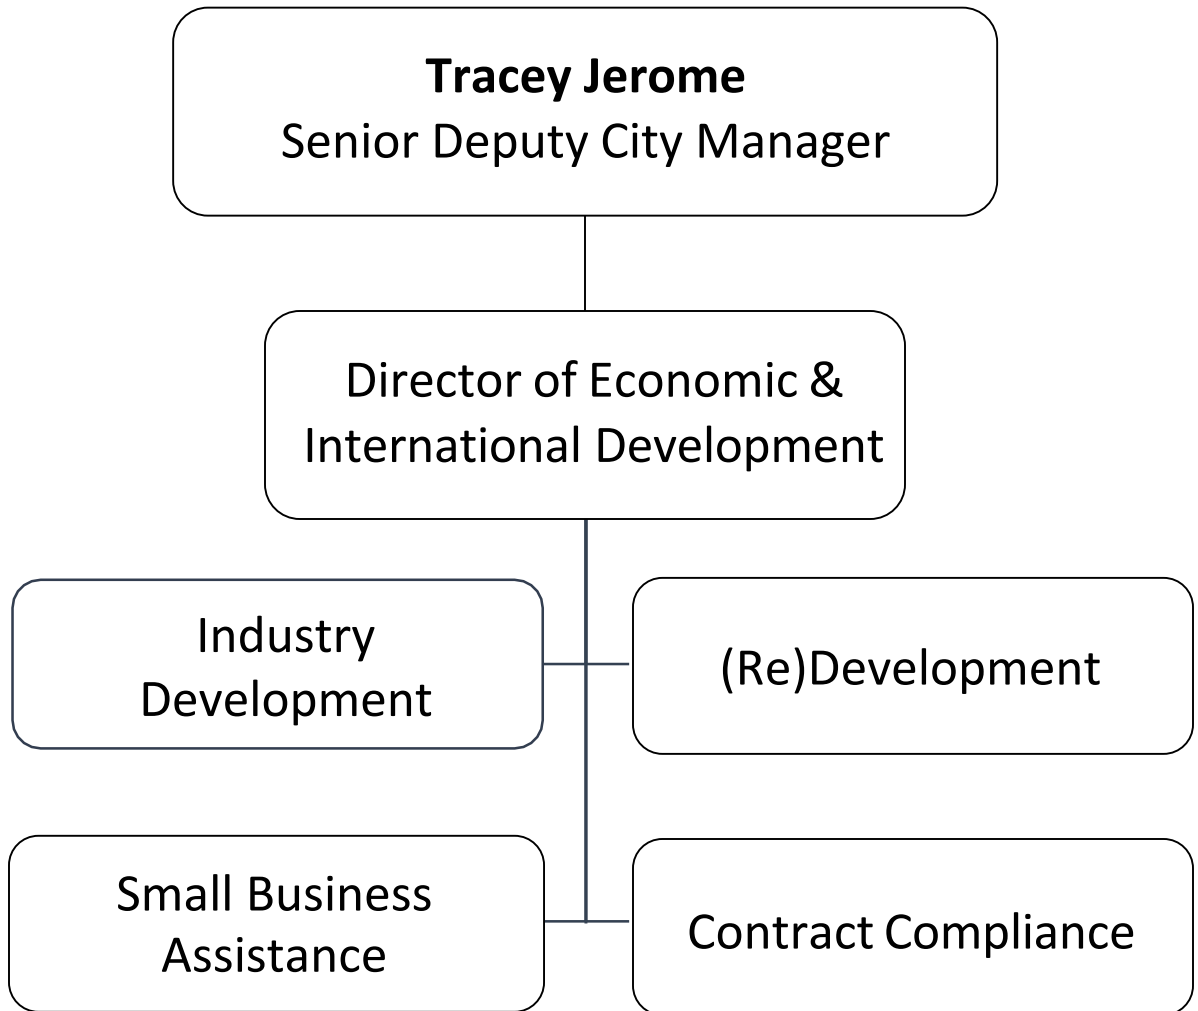 Tracey Jerome
Senior Deputy City Manager
Director of Economic &
International Development
Industry
Development
(Re)Development
Small Business
Assistance
Contract Compliance